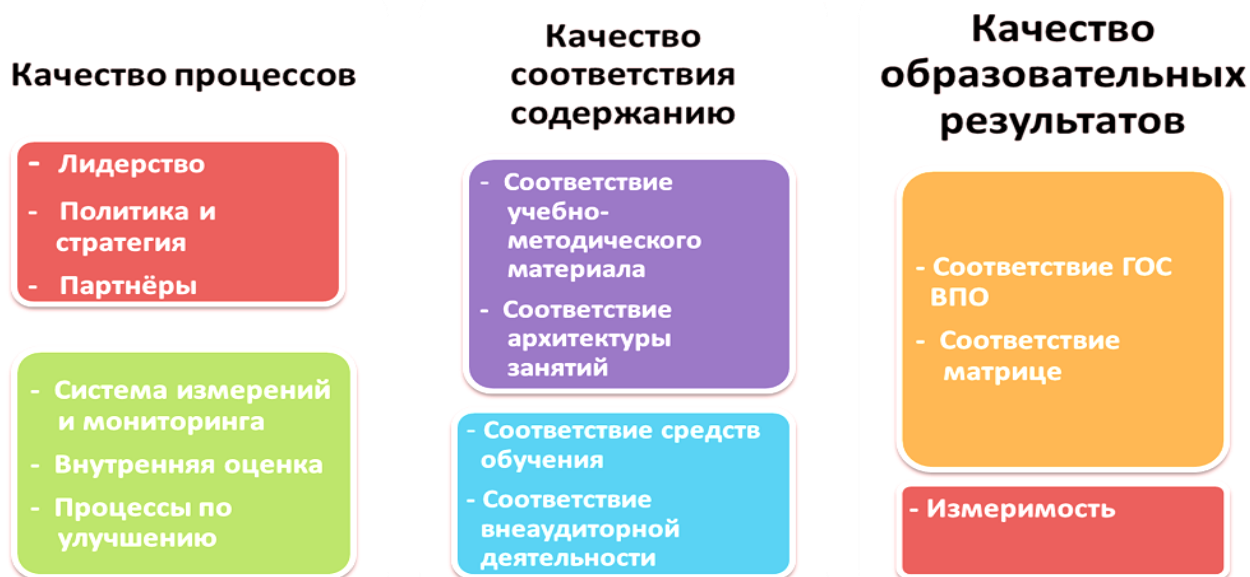 Качество процессов
- Лидерство
- Политика и
стратегия
- Партнёры
- Система измерений
и мониторинга
- Внутренняя оценка
- Процессы по
улучшению
Качество
соответствия
содержанию
- Соответствие
учебно-
методического
материала
- Соответствие
архитектуры
занятий
- Соответствие средств
обучения
- Соответствие
внеаудиторной
деятельности
Качество
образовательных
результатов
- Соответствие ГОС
ВПО
- Соответствие
матрице
- Измеримость